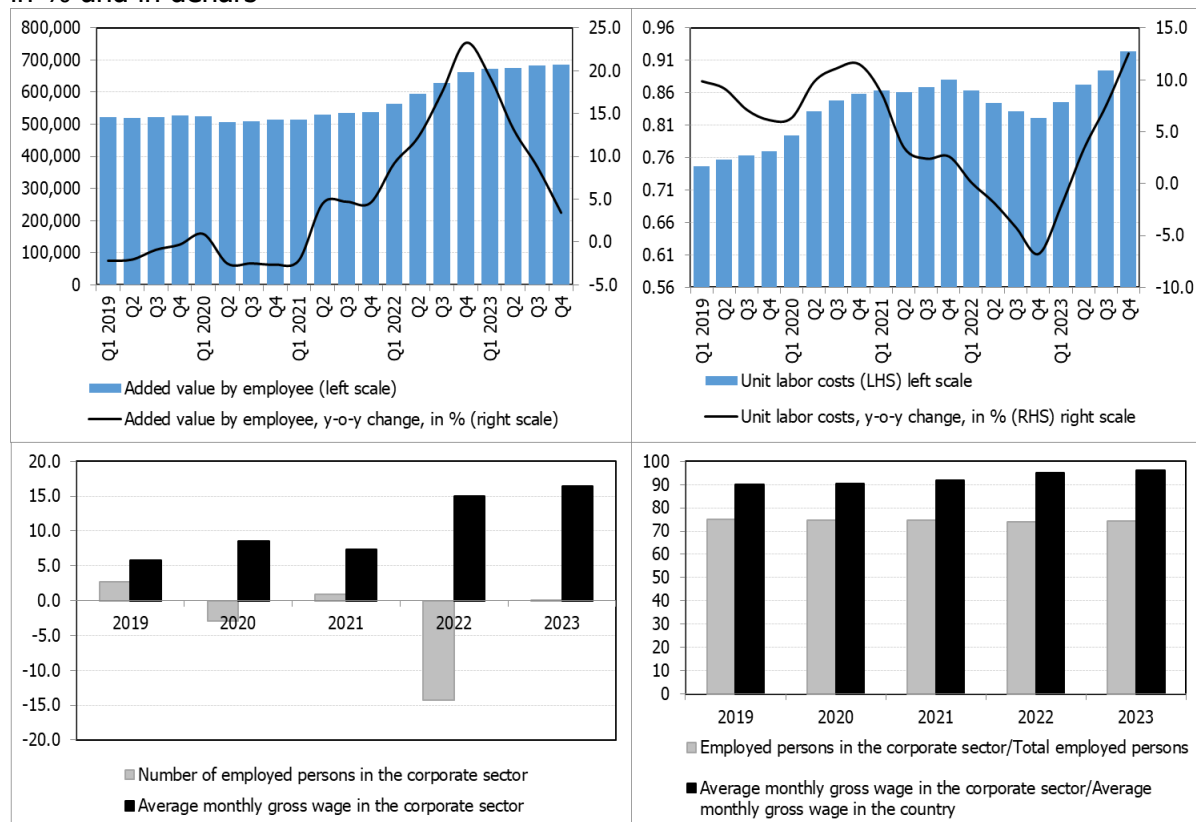 in % and in denars
800,000
700,000
600,000
500,000
400,000
300,000
200,000
100,000
0
25.0
20.0
15.0
10.0
5.0
0.0
-5.0
Q1 2019
Q2
Q3
Q4
Q1 2020
Q2
Q3
Q4
Q1 2021
Q2
Q3
Q4
Q1 2022
Q2
Q3
Q4
Q1 2023
Q2
Q3
Q4
Added value by employee (left scale)
Added value by employee, y-o-y change, in % (right scale)
0.96
0.91
0.86
0.81
0.76
0.71
0.66
0.61
0.56
15.0
10.0
5.0
0.0
-5.0
-10.0
Q1 2019
Q2
Q3
Q4
Q1 2020
Q2
Q3
Q4
Q1 2021
Q2
Q3
Q4
Q1 2022
Q2
Q3
Q4
Q1 2023
Q2
Q3
Q4
Unit labor costs (LHS) left scale
Unit labor costs, y-o-y change, in % (RHS) right scale
20.0
15.0
10.0
5.0
0.0
-5.0
-10.0
-15.0
-20.0
2019
2020
2021
2022
2023
Number of employed persons in the corporate sector
Average monthly gross wage in the corporate sector
100
90
80
70
60
50
40
30
20
10
0
2019
2020
2021
2022
2023
Employed persons in the corporate sector/Total employed persons
Average monthly gross wage in the corporate sector/Average
monthly gross wage in the country